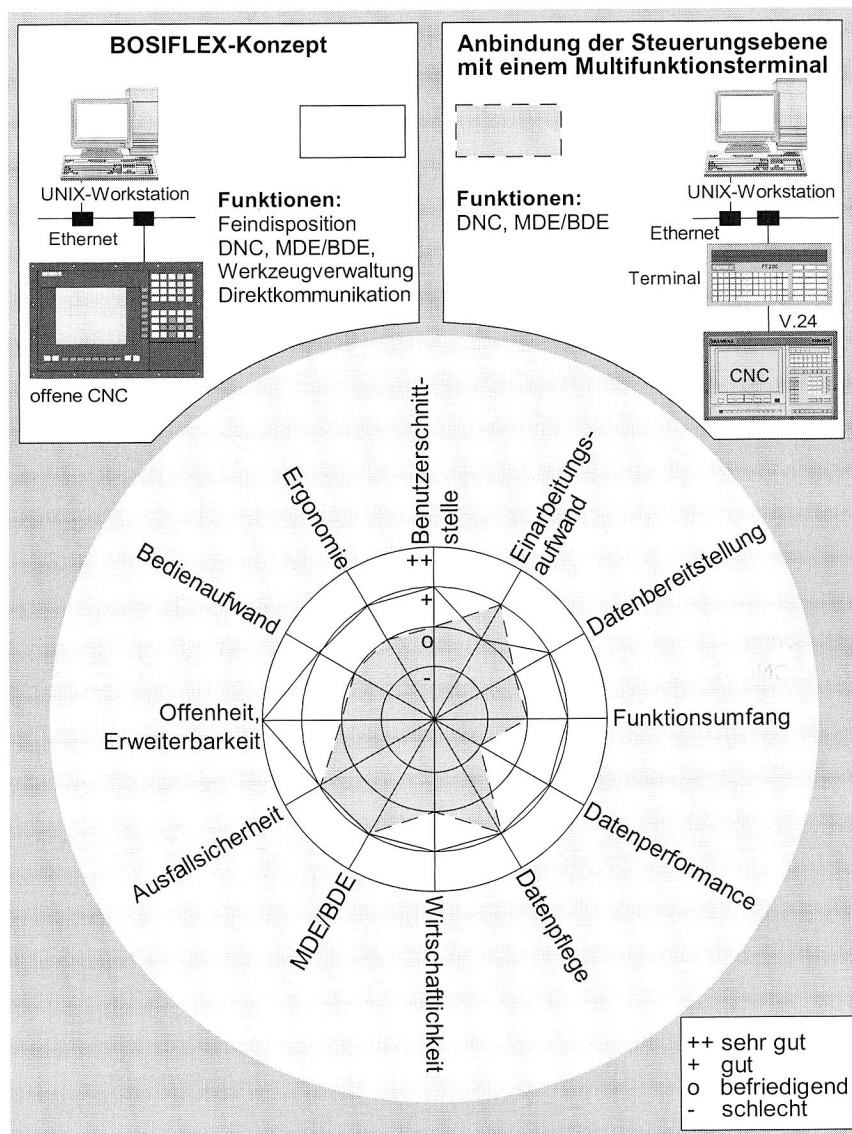 BOSIFLEX-Konzept
UNIX-Workstation
Ethernet
offene CNC
Funktionen:
Feindisposition
DNC, MDE/BDE,
Werkzeugverwaltung
Direktkommunikation
Anbindung der Steuerungsebene
mit einem Multifunktionsterminal
Funktionen:
DNC, MDE/BDE
UNIX-Workstation
Ethernet
Terminal
V.24
CNC
Benutzerschnitt-
stelle
Einarbeitungs-
aufwand
Datenbereitstellung
Funktionsumfang
Datenperformance
Datenpflege
Wirtschaftlichkeit
MDE/BDE
Ausfallsicherheit
Offenheit,
Erweiterbarkeit
Bedienaufwand
Ergonomie
++
+
o
-
++ sehr gut
+ gut
o befriedigend
- schlecht